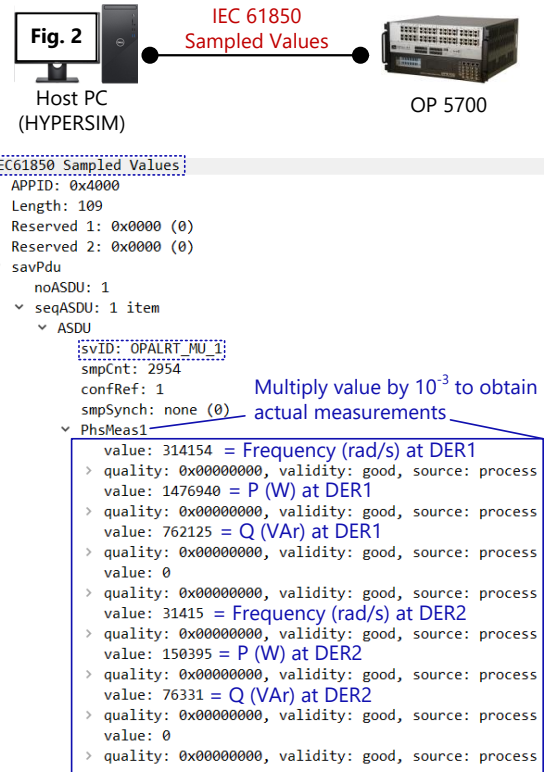 Fig. 2
IEC 61850
Sampled Values
Host PC
(HYPERSIM)
OP 5700
EC61850 Sampled Values
APPID: 0x4000
Length: 109
Reserved 1: 0x0000 (0)
Reserved 2: 0x0000 (0)
savPdu
noASDU: 1
seqASDU: 1 item
ASDU
svID: OPALRT_MU_1
smpCnt: 2954
confRef: 1
smpSynch: none (0)
Multiply value by 10⁻³ to obtain
actual measurements
PhsMeas1
value: 314154 = Frequency (rad/s) at DER1
quality: 0x00000000, validity: good, source: process
value: 1476940 = P (W) at DER1
quality: 0x00000000, validity: good, source: process
value: 762125 = Q (VAr) at DER1
quality: 0x00000000, validity: good, source: process
value: 0
quality: 0x00000000, validity: good, source: process
value: 31415 = Frequency (rad/s) at DER2
quality: 0x00000000, validity: good, source: process
value: 150395 = P (W) at DER2
quality: 0x00000000, validity: good, source: process
value: 76331 = Q (VAr) at DER2
quality: 0x00000000, validity: good, source: process
value: 0
quality: 0x00000000, validity: good, source: process